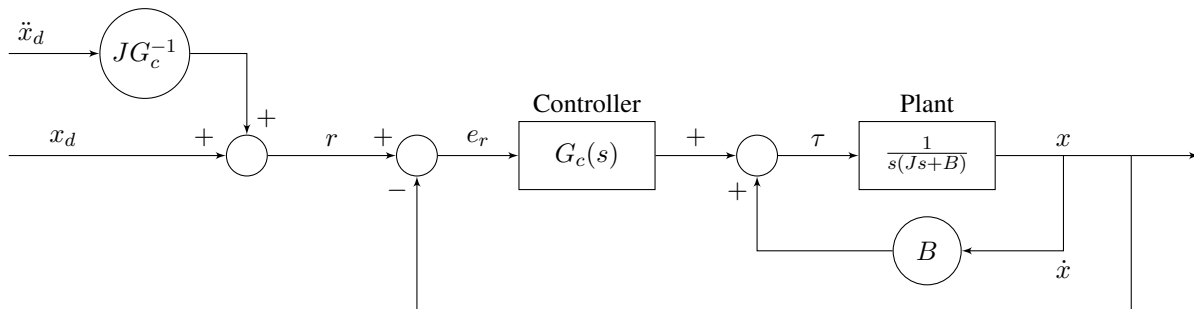 ẍ_d
JG_c^{-1}
+
Controller
Plant
x_d
+
r
+
e_r
G_c(s)
+
τ
1/(s(Js+B))
x
−
+
B
ẋ